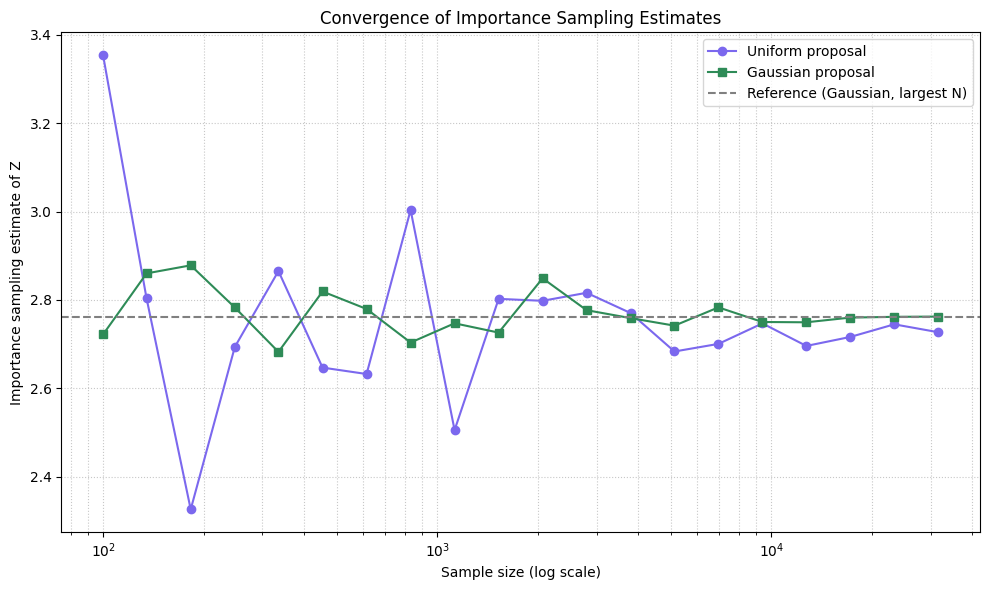 Convergence of Importance Sampling Estimates
Uniform proposal
Gaussian proposal
Reference (Gaussian, largest N)
Importance sampling estimate of Z
3.4
3.2
3.0
2.8
2.6
2.4
10²
10³
10⁴
Sample size (log scale)